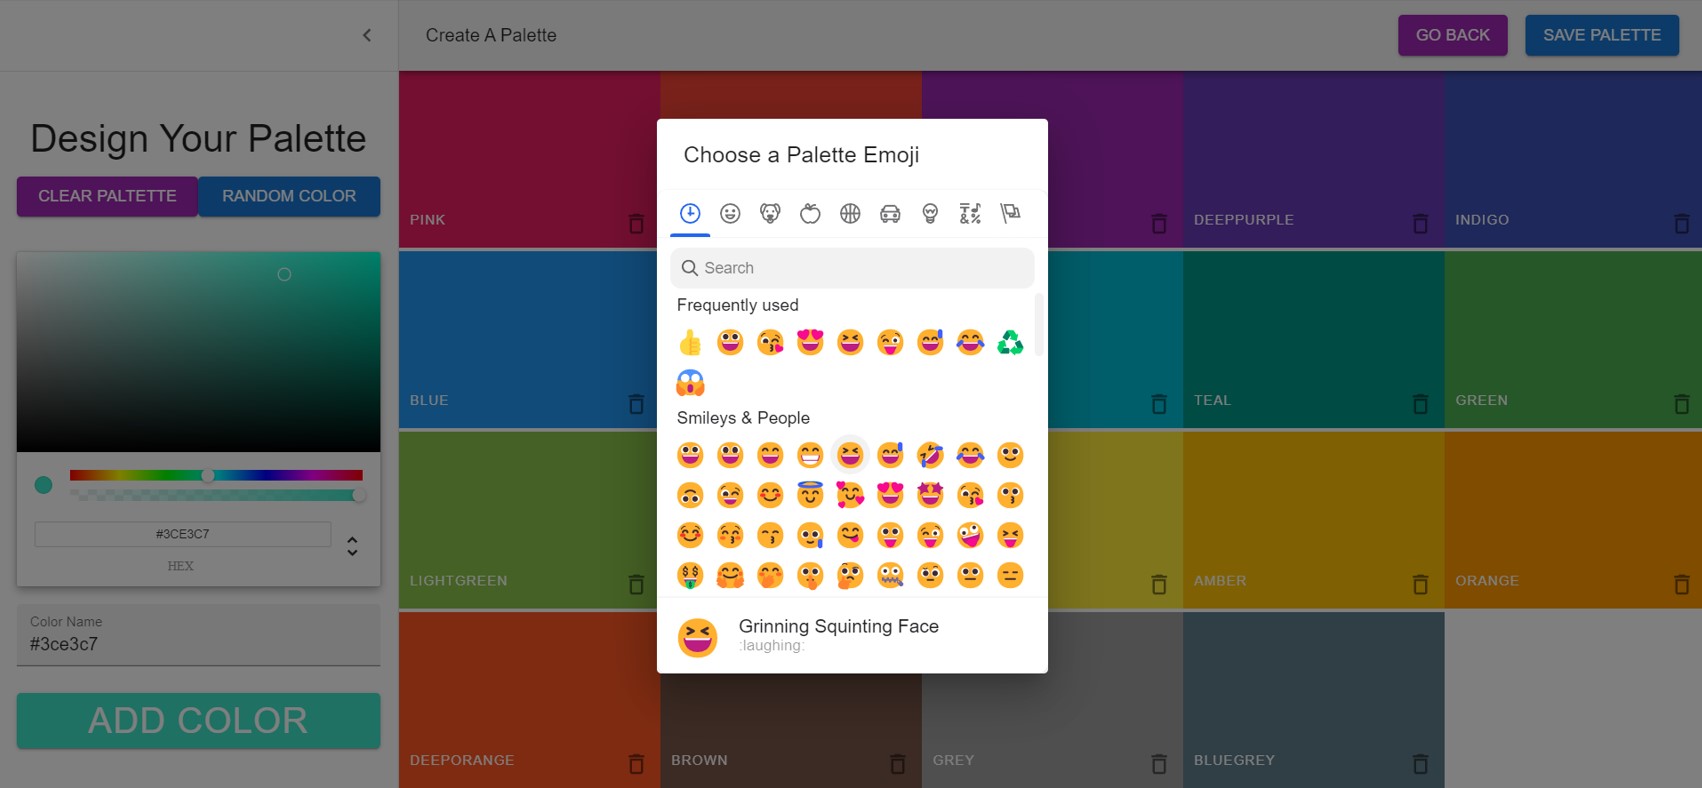 Create A Palette
GO BACK
SAVE PALETTE
Design Your Palette
CLEAR PALTETTE
RANDOM COLOR
#3CE3C7
HEX
Color Name
#3ce3c7
ADD COLOR
PINK
DEEPPURPLE
INDIGO
BLUE
TEAL
GREEN
LIGHTGREEN
AMBER
ORANGE
DEEPORANGE
BROWN
GREY
BLUEGREY
Choose a Palette Emoji
Search
Frequently used
Smileys & People
Grinning Squinting Face
:laughing: